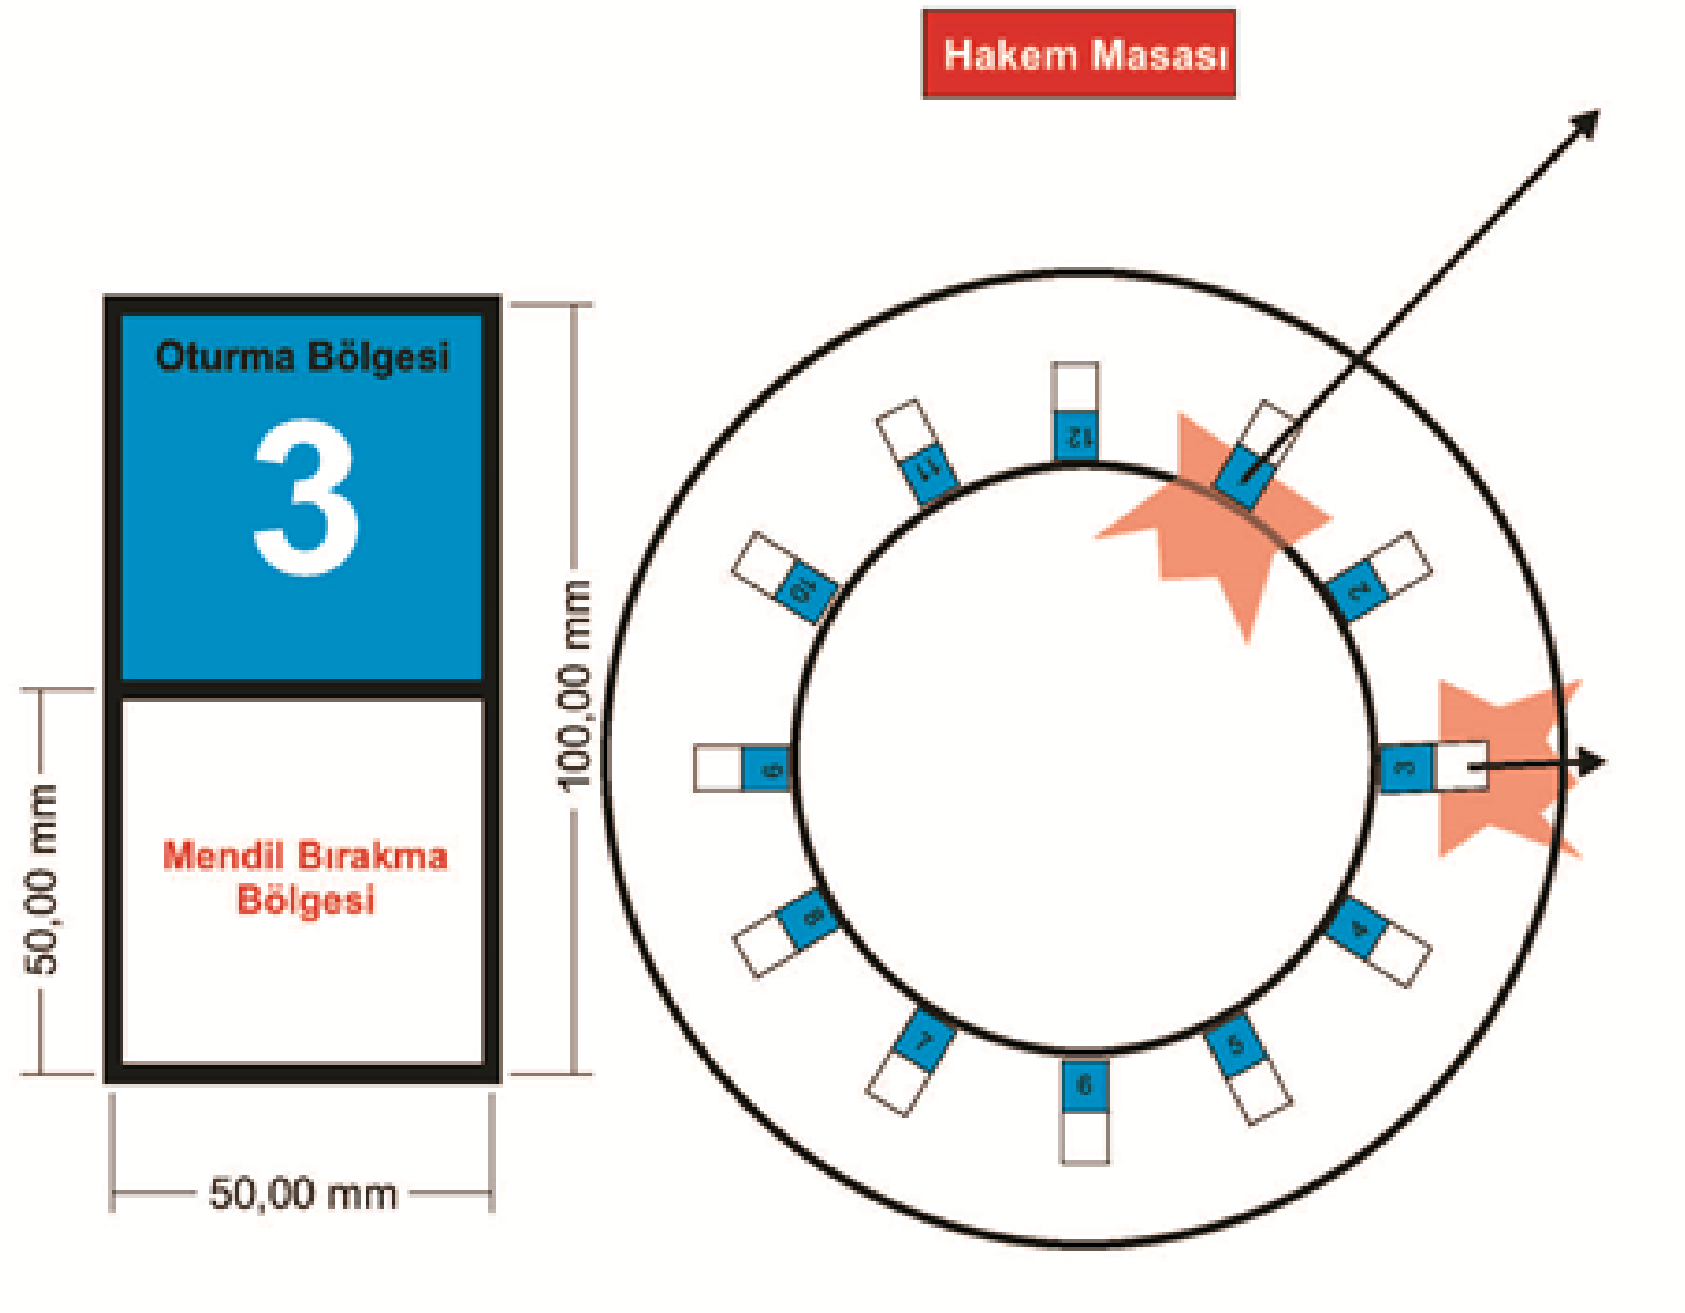 Hakem Masası
Oturma Bölgesi
3
Mendil Bırakma
Bölgesi
50,00 mm
100,00 mm
50,00 mm
12
11
10
9
8
7
6
5
4
3
2